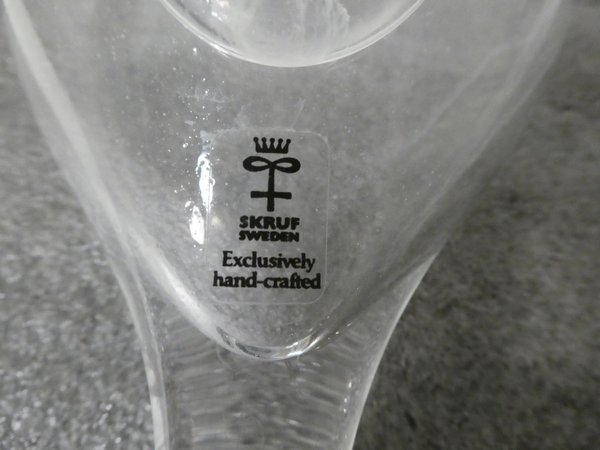 SKRUF
SWEDEN
Exclusively
hand-crafted